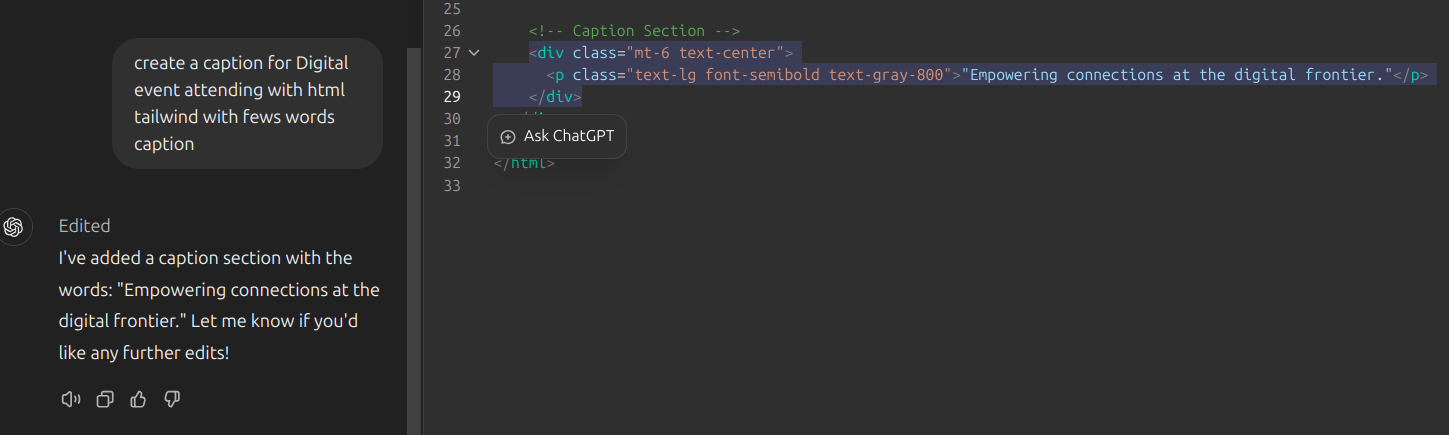 create a caption for Digital
event attending with html
tailwind with fews words
caption
Edited
I've added a caption section with the
words: "Empowering connections at the
digital frontier." Let me know if you'd
like any further edits!
25
26 <!-- Caption Section -->
27 <div class="mt-6 text-center">
28 <p class="text-lg font-semibold text-gray-800">"Empowering connections at the digital frontier."</p>
29 </div>
30
Ask ChatGPT
31
32 </html>
33